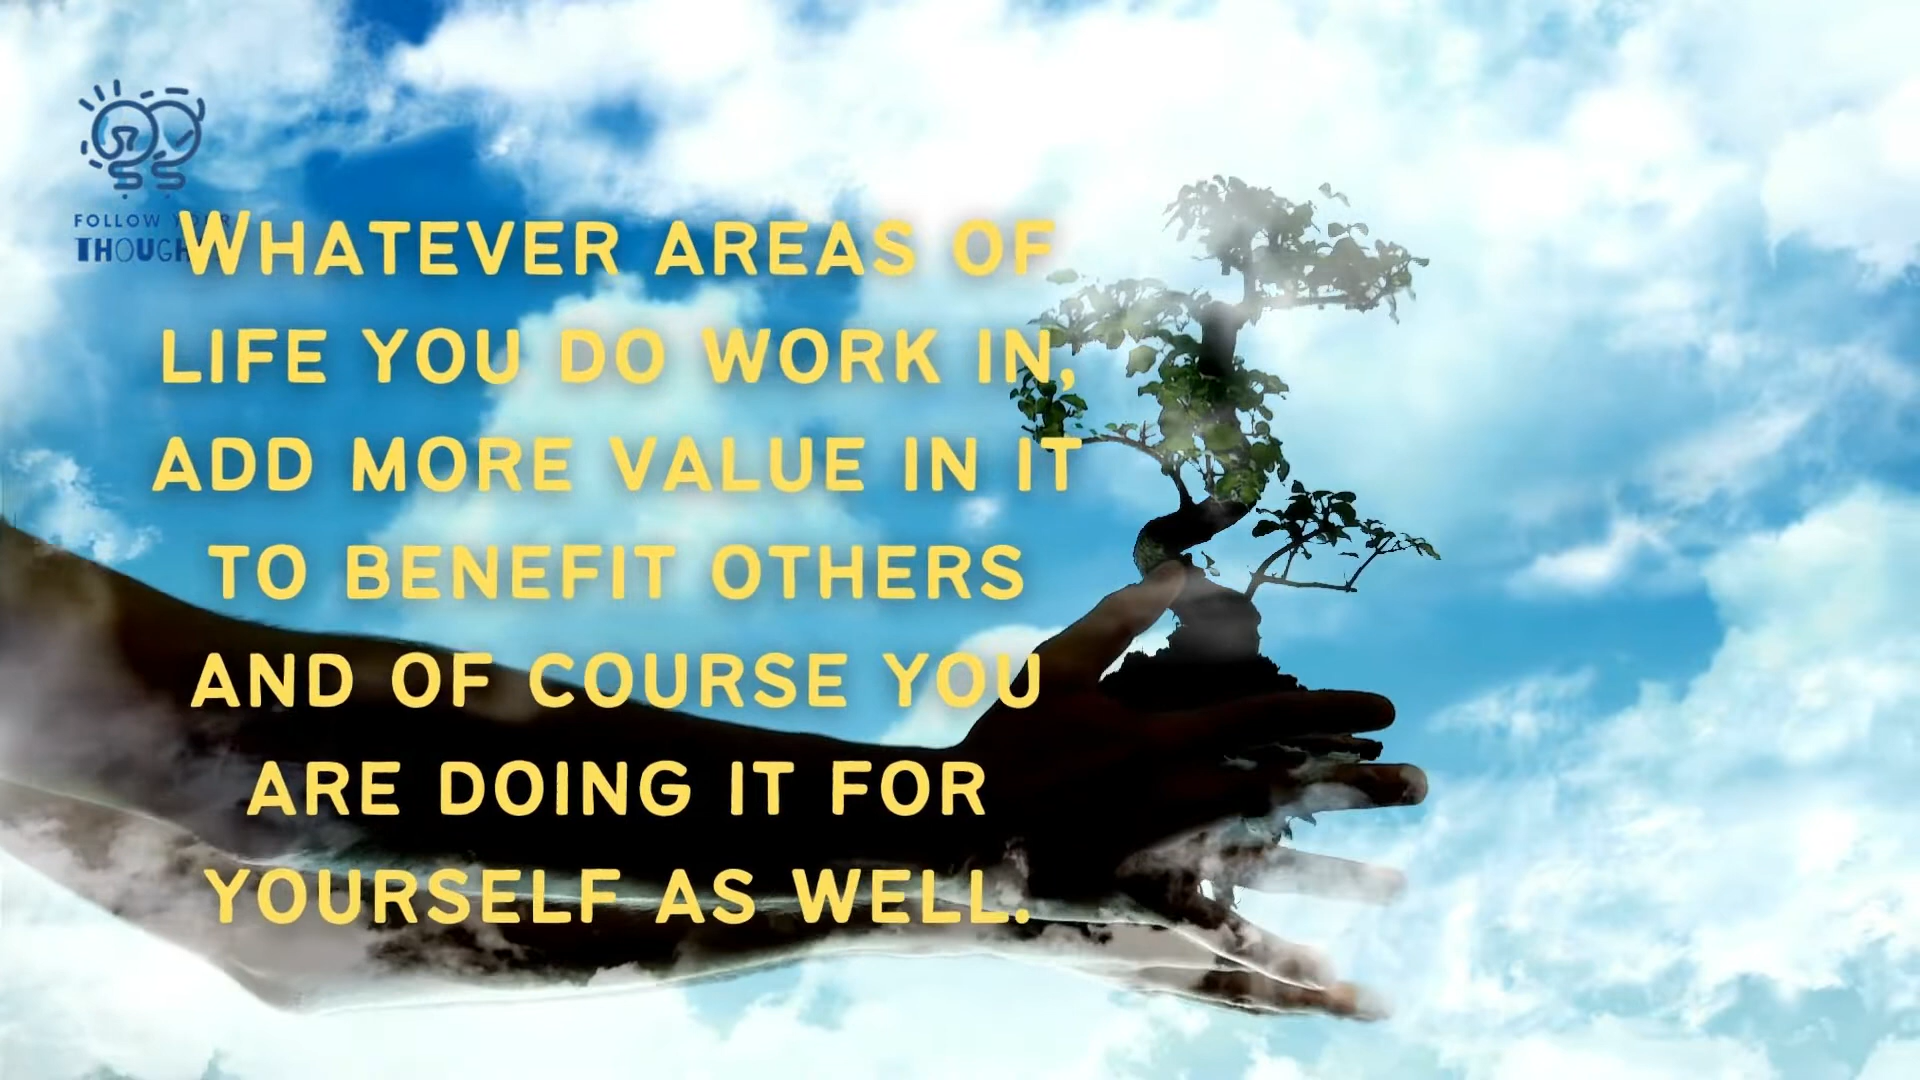 FOLLOW YOUR
THOUGH
Whatever areas of
life you do work in,
add more value in it
to benefit others
and of course you
are doing it for
yourself as well.